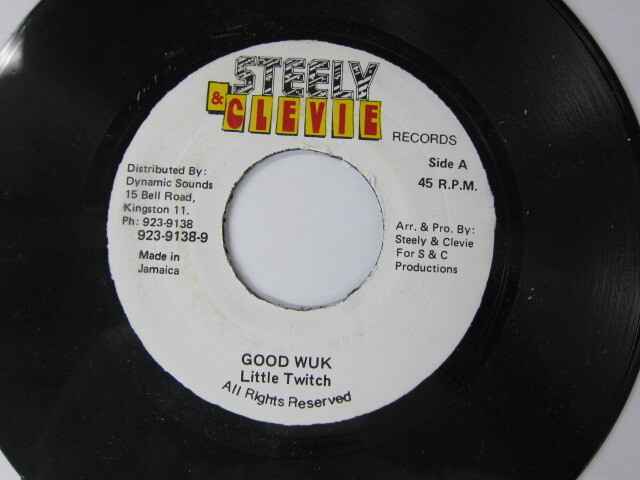 STEELY
& CLEVIE
RECORDS
Side A
45 R.P.M.
Distributed By:
Dynamic Sounds
15 Bell Road,
Kingston 11.
Ph: 923-9138
923-9138-9
Made in
Jamaica
Arr. & Pro. By:
Steely & Clevie
For S & C
Productions
GOOD WUK
Little Twitch
All Rights Reserved